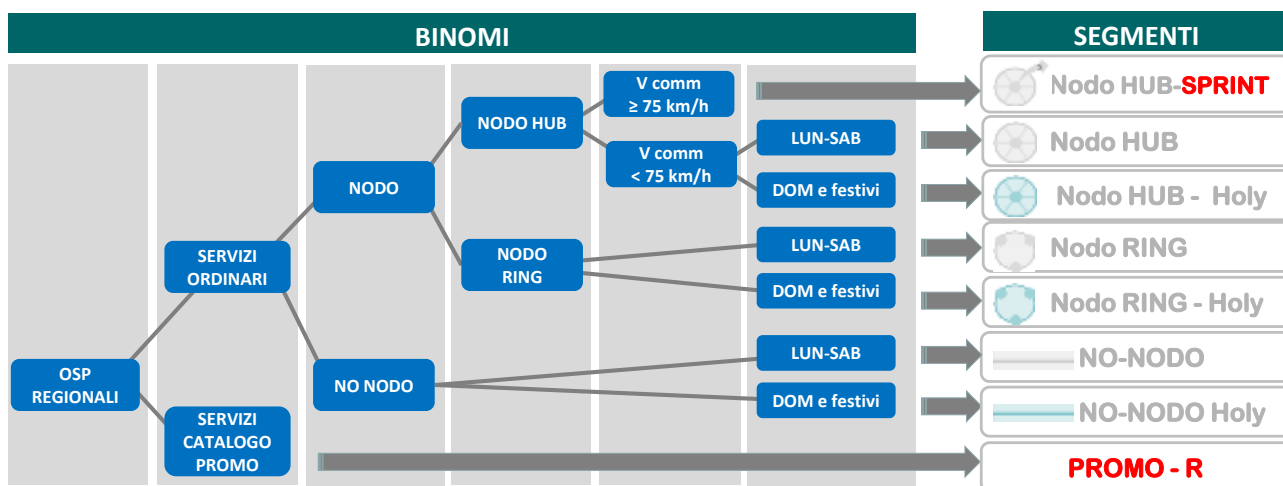 BINOMI
SEGMENTI
OSP
REGIONALI
SERVIZI
ORDINARI
SERVIZI
CATALOGO
PROMO
NODO
NO NODO
NODO HUB
NODO
RING
V comm
≥ 75 km/h
V comm
< 75 km/h
LUN-SAB
DOM e festivi
LUN-SAB
DOM e festivi
LUN-SAB
DOM e festivi
Nodo HUB-SPRINT
Nodo HUB
Nodo HUB - Holy
Nodo RING
Nodo RING - Holy
NO-NODO
NO-NODO Holy
PROMO - R